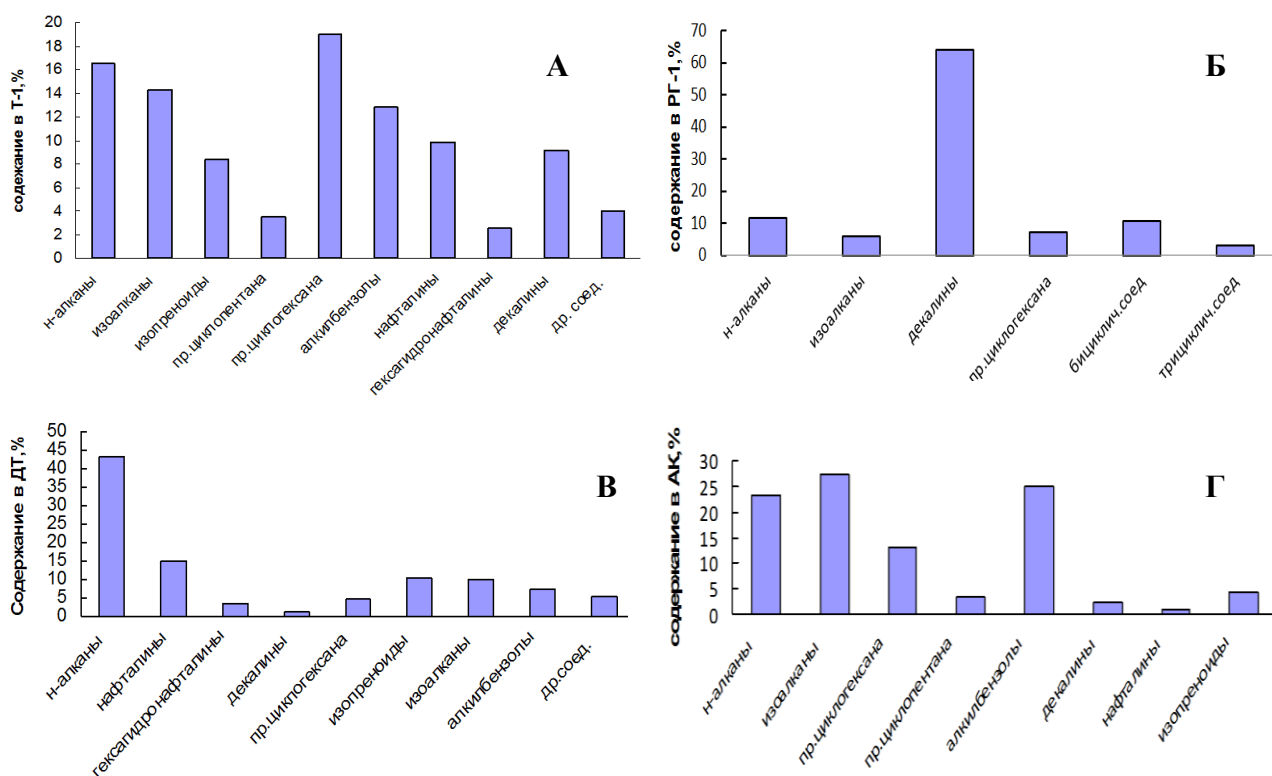 содежание в Т-1,%
20
18
16
14
12
10
8
6
4
2
0
А
н-алканы
изоалканы
изопреноиды
пр.циклопентана
пр.циклогексана
алкилбензолы
нафталины
гексагидронафталины
декалины
др. соед.
содержание в РГ-1,%
70
60
50
40
30
20
10
0
Б
н-алканы
изоалканы
декалины
пр.циклогексана
бициклич.соед
трициклич.соед
Содержание в ДТ,%
50
45
40
35
30
25
20
15
10
5
0
В
н-алканы
нафталины
гексагидро нафталины
декалины
пр.циклогексана
изопреноиды
изоалканы
алкилбензолы
др.соед.
содержание в АК,%
30
25
20
15
10
5
0
Г
н-алканы
изоалканы
пр.циклогексана
пр.циклопентана
алкилбензолы
декалины
нафталины
изопреноиды